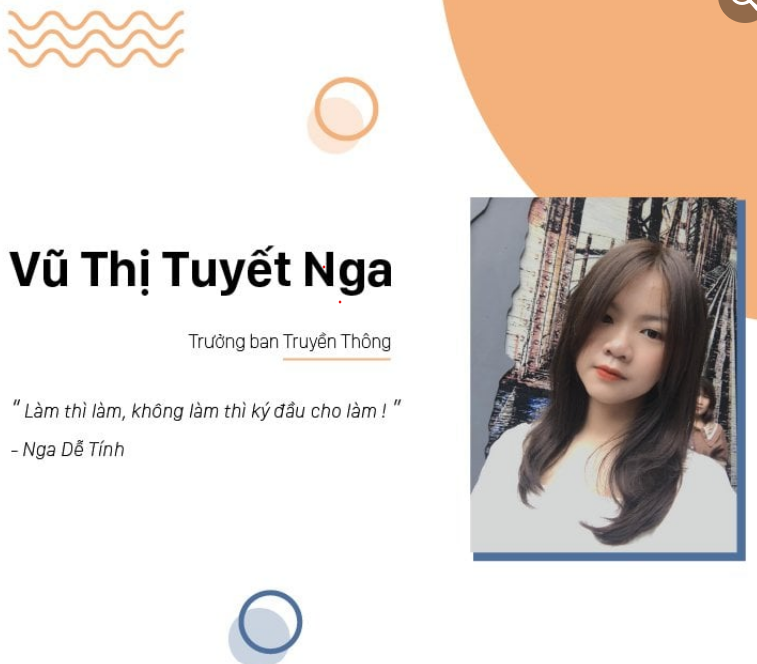 Vũ Thị Tuyết Nga
Trưởng ban Truyền Thông
“ Làm thì làm, không làm thì ký đầu cho làm ! ”
- Nga Dễ Tính